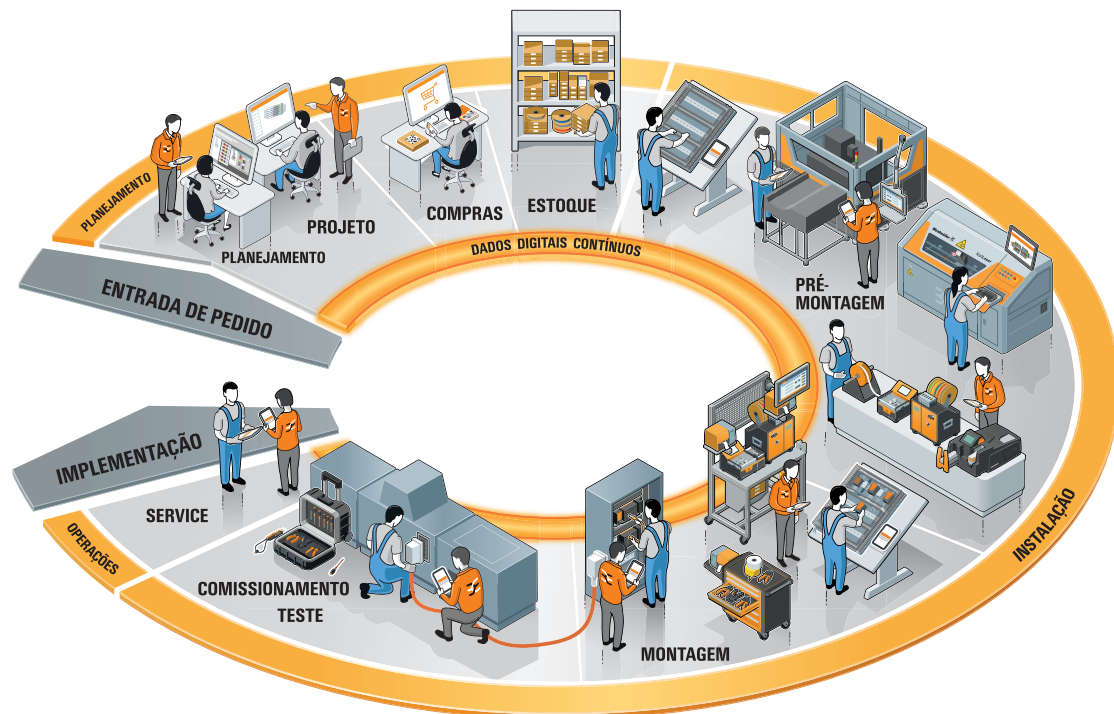 PLANEJAMENTO
ENTRADA DE PEDIDO
PLANEJAMENTO
PROJETO
COMPRAS
ESTOQUE
DADOS DIGITAIS CONTÍNUOS
PRÉ-
MONTAGEM
INSTALAÇÃO
MONTAGEM
COMISSIONAMENTO
TESTE
SERVICE
IMPLEMENTAÇÃO
OPERAÇÕES